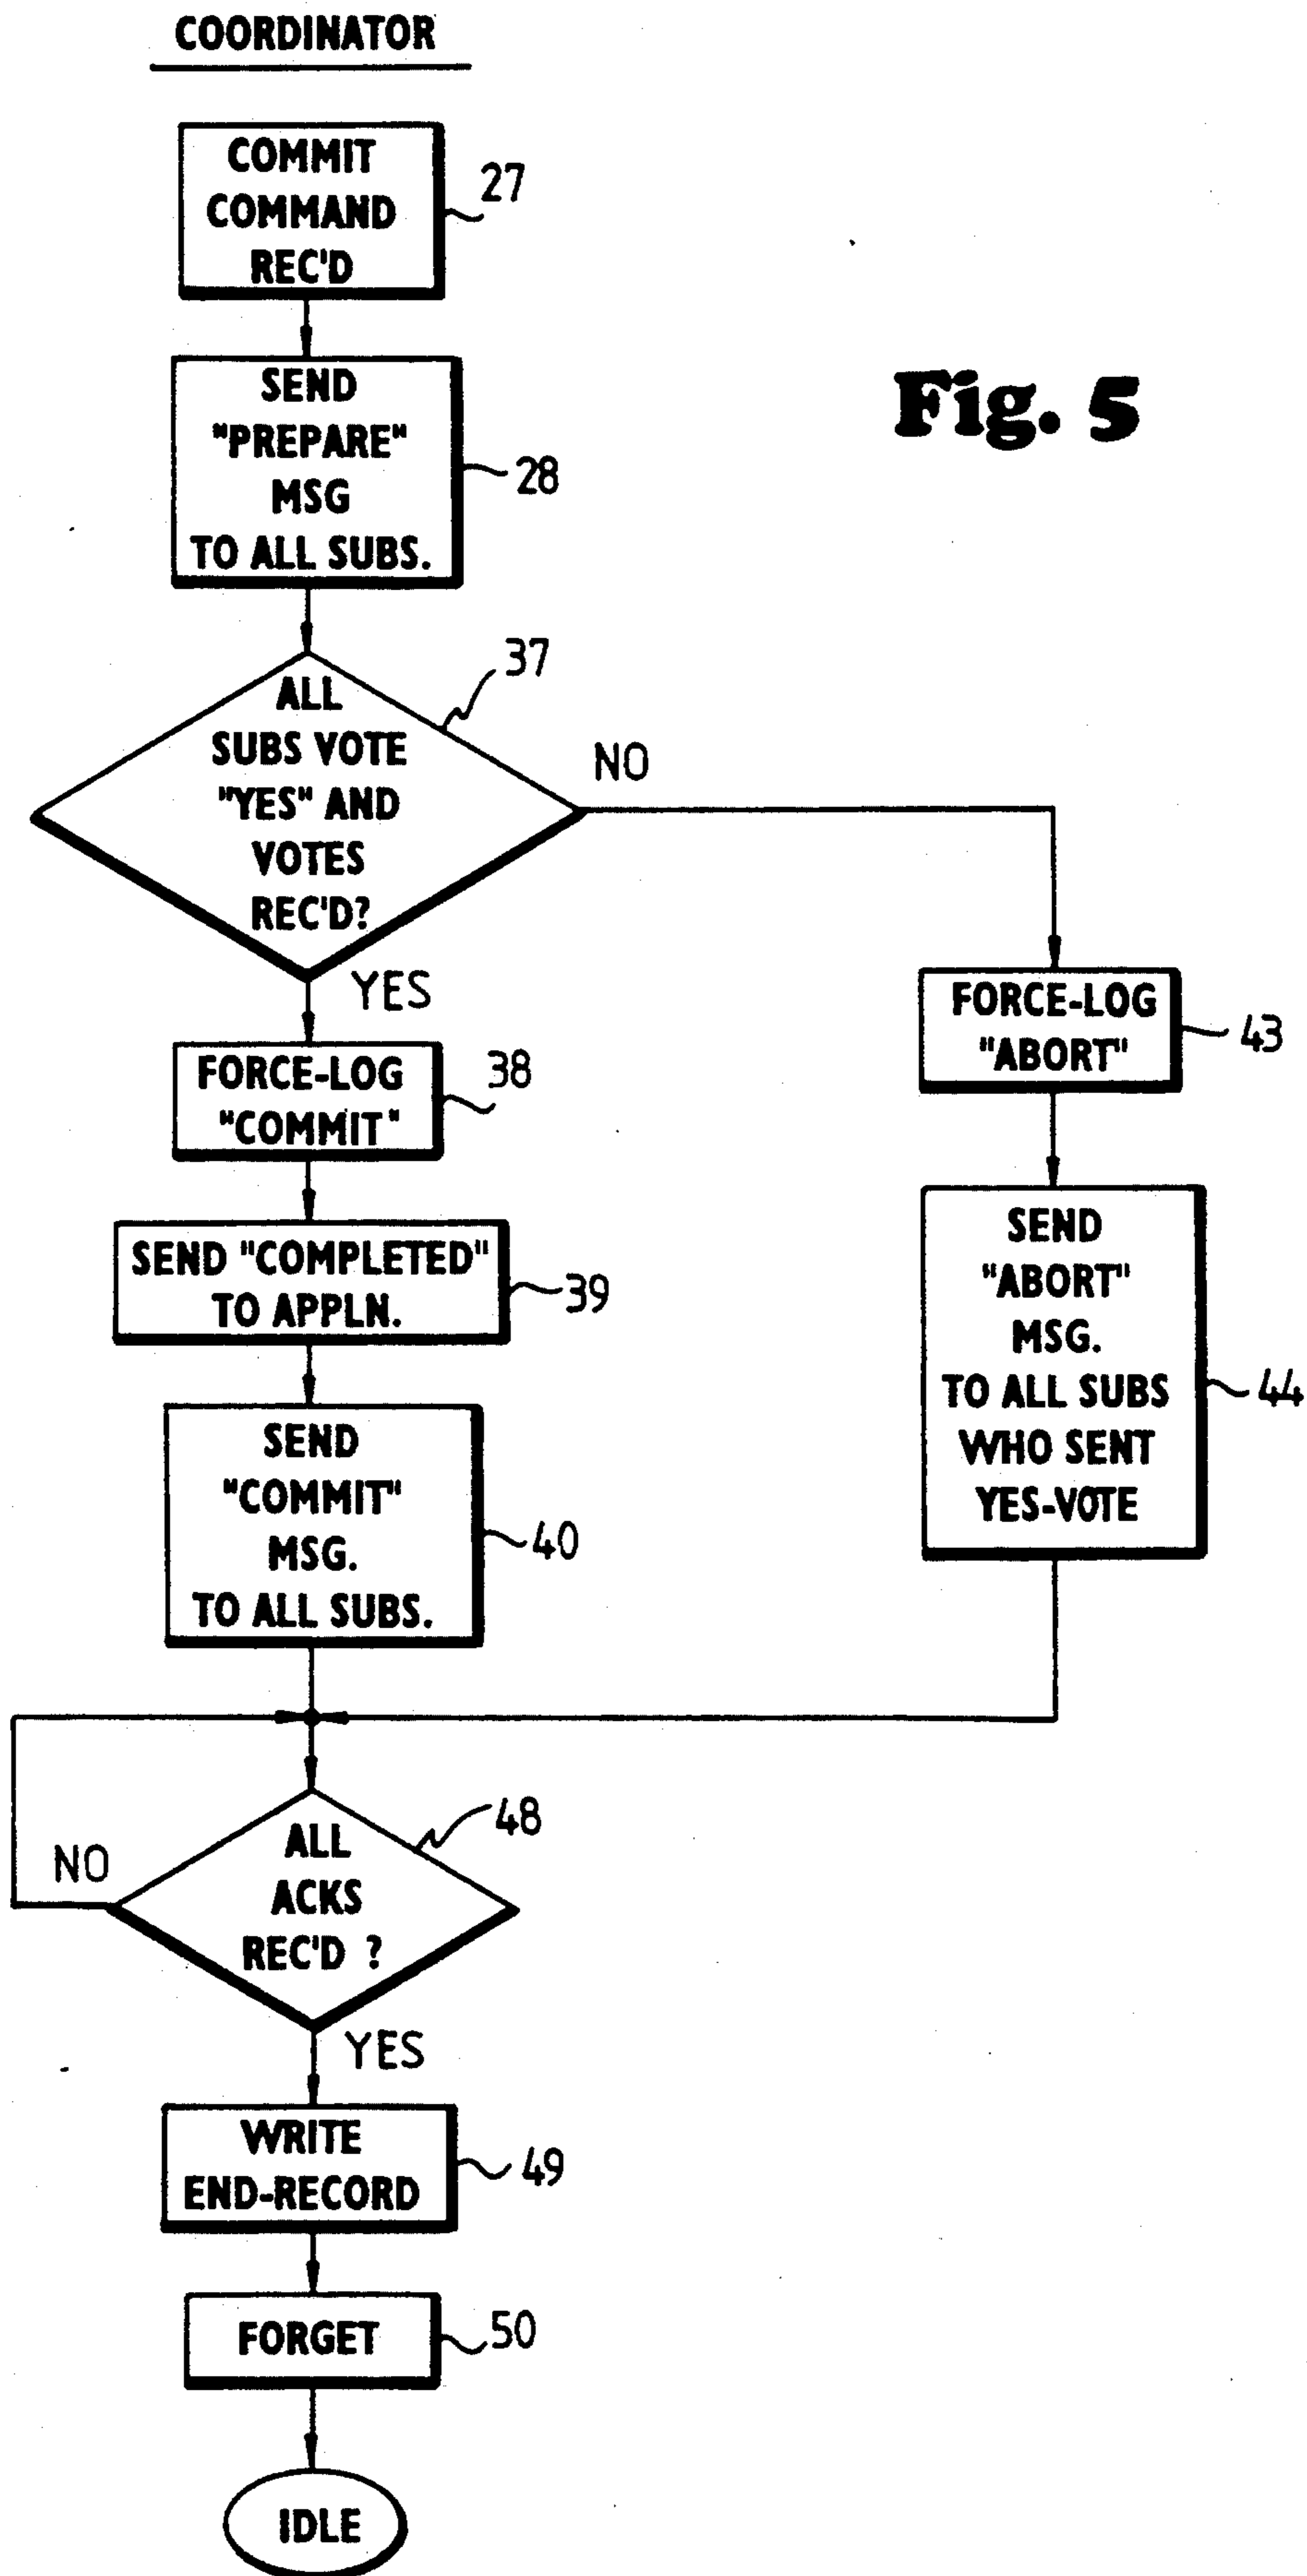 COORDINATOR
COMMIT
COMMAND
REC'D
27
SEND
"PREPARE"
MSG
TO ALL SUBS.
28
Fig. 5
ALL
SUBS VOTE
"YES" AND
VOTES
REC'D?
37
NO
YES
FORCE-LOG
"COMMIT"
38
FORCE-LOG
"ABORT"
43
SEND "COMPLETED"
TO APPLN.
39
SEND
"ABORT"
MSG.
TO ALL SUBS
WHO SENT
YES-VOTE
44
SEND
"COMMIT"
MSG.
TO ALL SUBS.
40
ALL
ACKS
REC'D ?
48
NO
YES
WRITE
END-RECORD
49
FORGET
50
IDLE